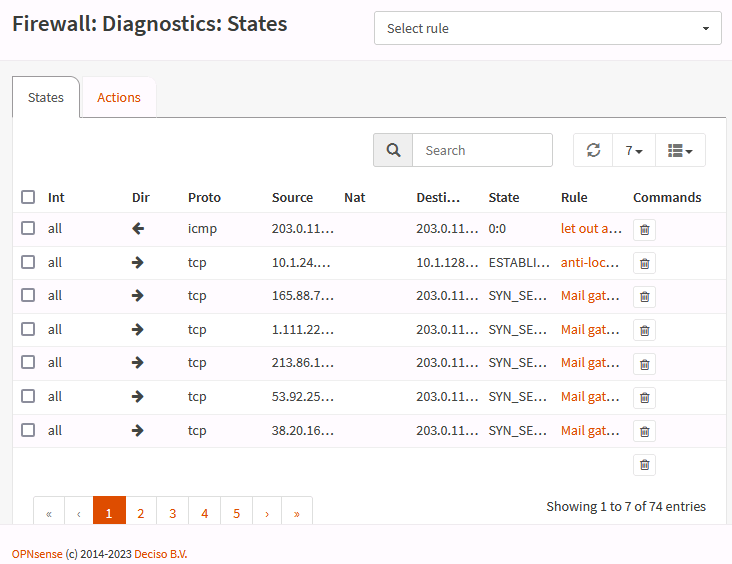 Firewall: Diagnostics: States
Select rule
States Actions
Search 7
Int Dir Proto Source Nat Desti... State Rule Commands
all icmp 203.0.11... 203.0.11... 0:0 let out a...
all tcp 10.1.24.... 10.1.128... ESTABLI... anti-loc...
all tcp 165.88.7... 203.0.11... SYN_SE... Mail gat...
all tcp 1.111.22... 203.0.11... SYN_SE... Mail gat...
all tcp 213.86.1... 203.0.11... SYN_SE... Mail gat...
all tcp 53.92.25... 203.0.11... SYN_SE... Mail gat...
all tcp 38.20.16... 203.0.11... SYN_SE... Mail gat...
« ‹ 1 2 3 4 5 › » Showing 1 to 7 of 74 entries
OPNsense (c) 2014-2023 Deciso B.V.